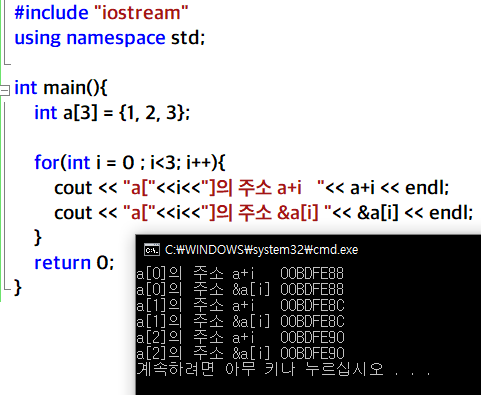 #include "iostream"
using namespace std;
int main(){
int a[3] = {1, 2, 3};
for(int i = 0 ; i<3; i++){
cout << "a["<<i<<"]의 주소 a+i   "<< a+i << endl;
cout << "a["<<i<<"]의 주소 &a[i] "<< &a[i] << endl;
}
return 0;
}
C:₩WINDOWS₩system32₩cmd.exe
a[0]의 주소 a+i   00BDFE88
a[0]의 주소 &a[i] 00BDFE88
a[1]의 주소 a+i   00BDFE8C
a[1]의 주소 &a[i] 00BDFE8C
a[2]의 주소 a+i   00BDFE90
a[2]의 주소 &a[i] 00BDFE90
계속하려면 아무 키나 누르십시오 . . .